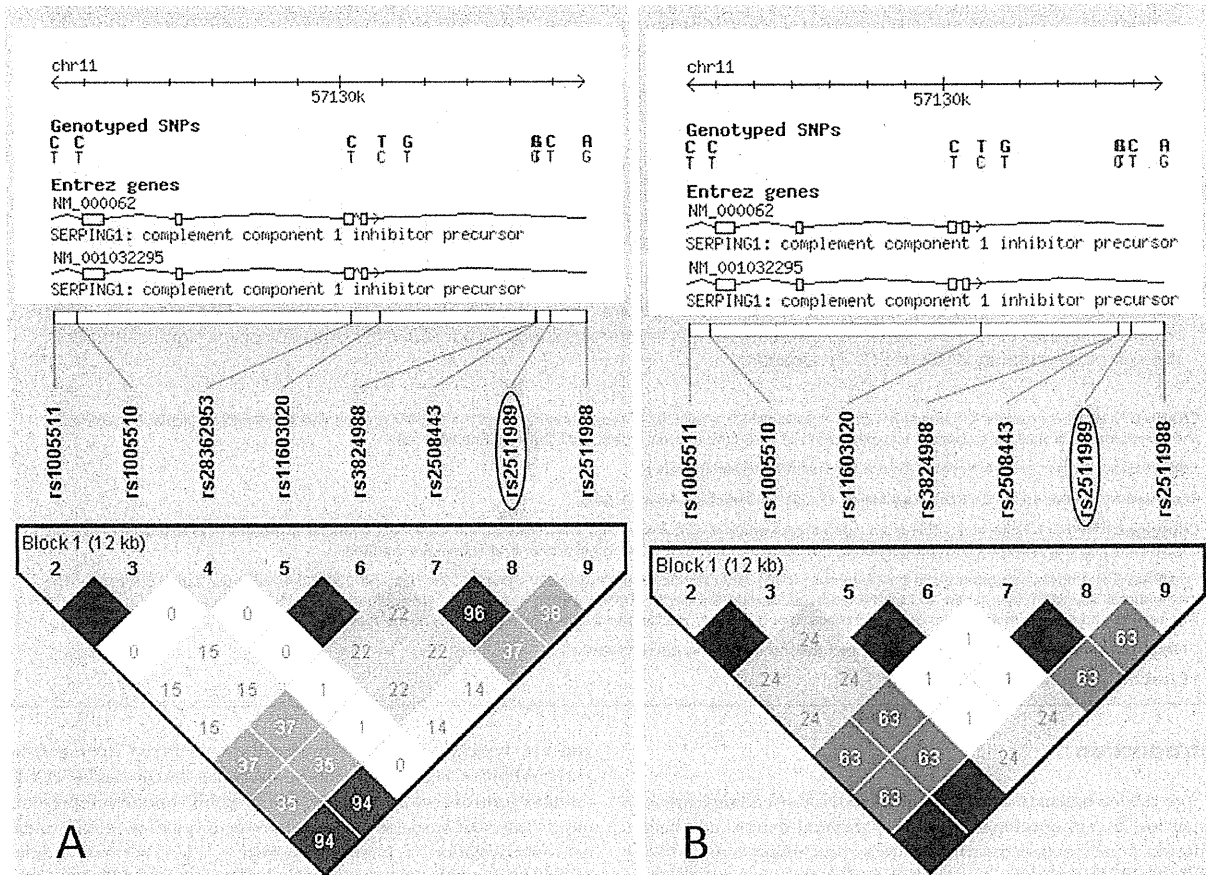 chr11
57130k
Genotyped SNPs
C C C T G C A
T T T C T T G
Entrez genes
NM_000062
SERPING1: complement component 1 inhibitor precursor
NM_001032295
SERPING1: complement component 1 inhibitor precursor
rs1005511 rs1005510 rs28362953 rs11603020 rs3824988 rs2508443 rs2511989 rs2511988
Block 1 (12 kb)
2 3 4 5 6 7 8 9
0 0 22 96 38
0 15 0 22 22 37
15 15 1 22 14
16 37 1 14
37 35 0
35 94
94
A
chr11
57130k
Genotyped SNPs
C C C T G C A
T T T C T T G
Entrez genes
NM_000062
SERPING1: complement component 1 inhibitor precursor
NM_001032295
SERPING1: complement component 1 inhibitor precursor
rs1005511 rs1005510 rs11603020 rs3824988 rs2508443 rs2511989 rs2511988
Block 1 (12 kb)
2 3 5 6 7 8 9
24 1 63
24 24 1 1 63
24 63 1 24
63 63 24
63
B